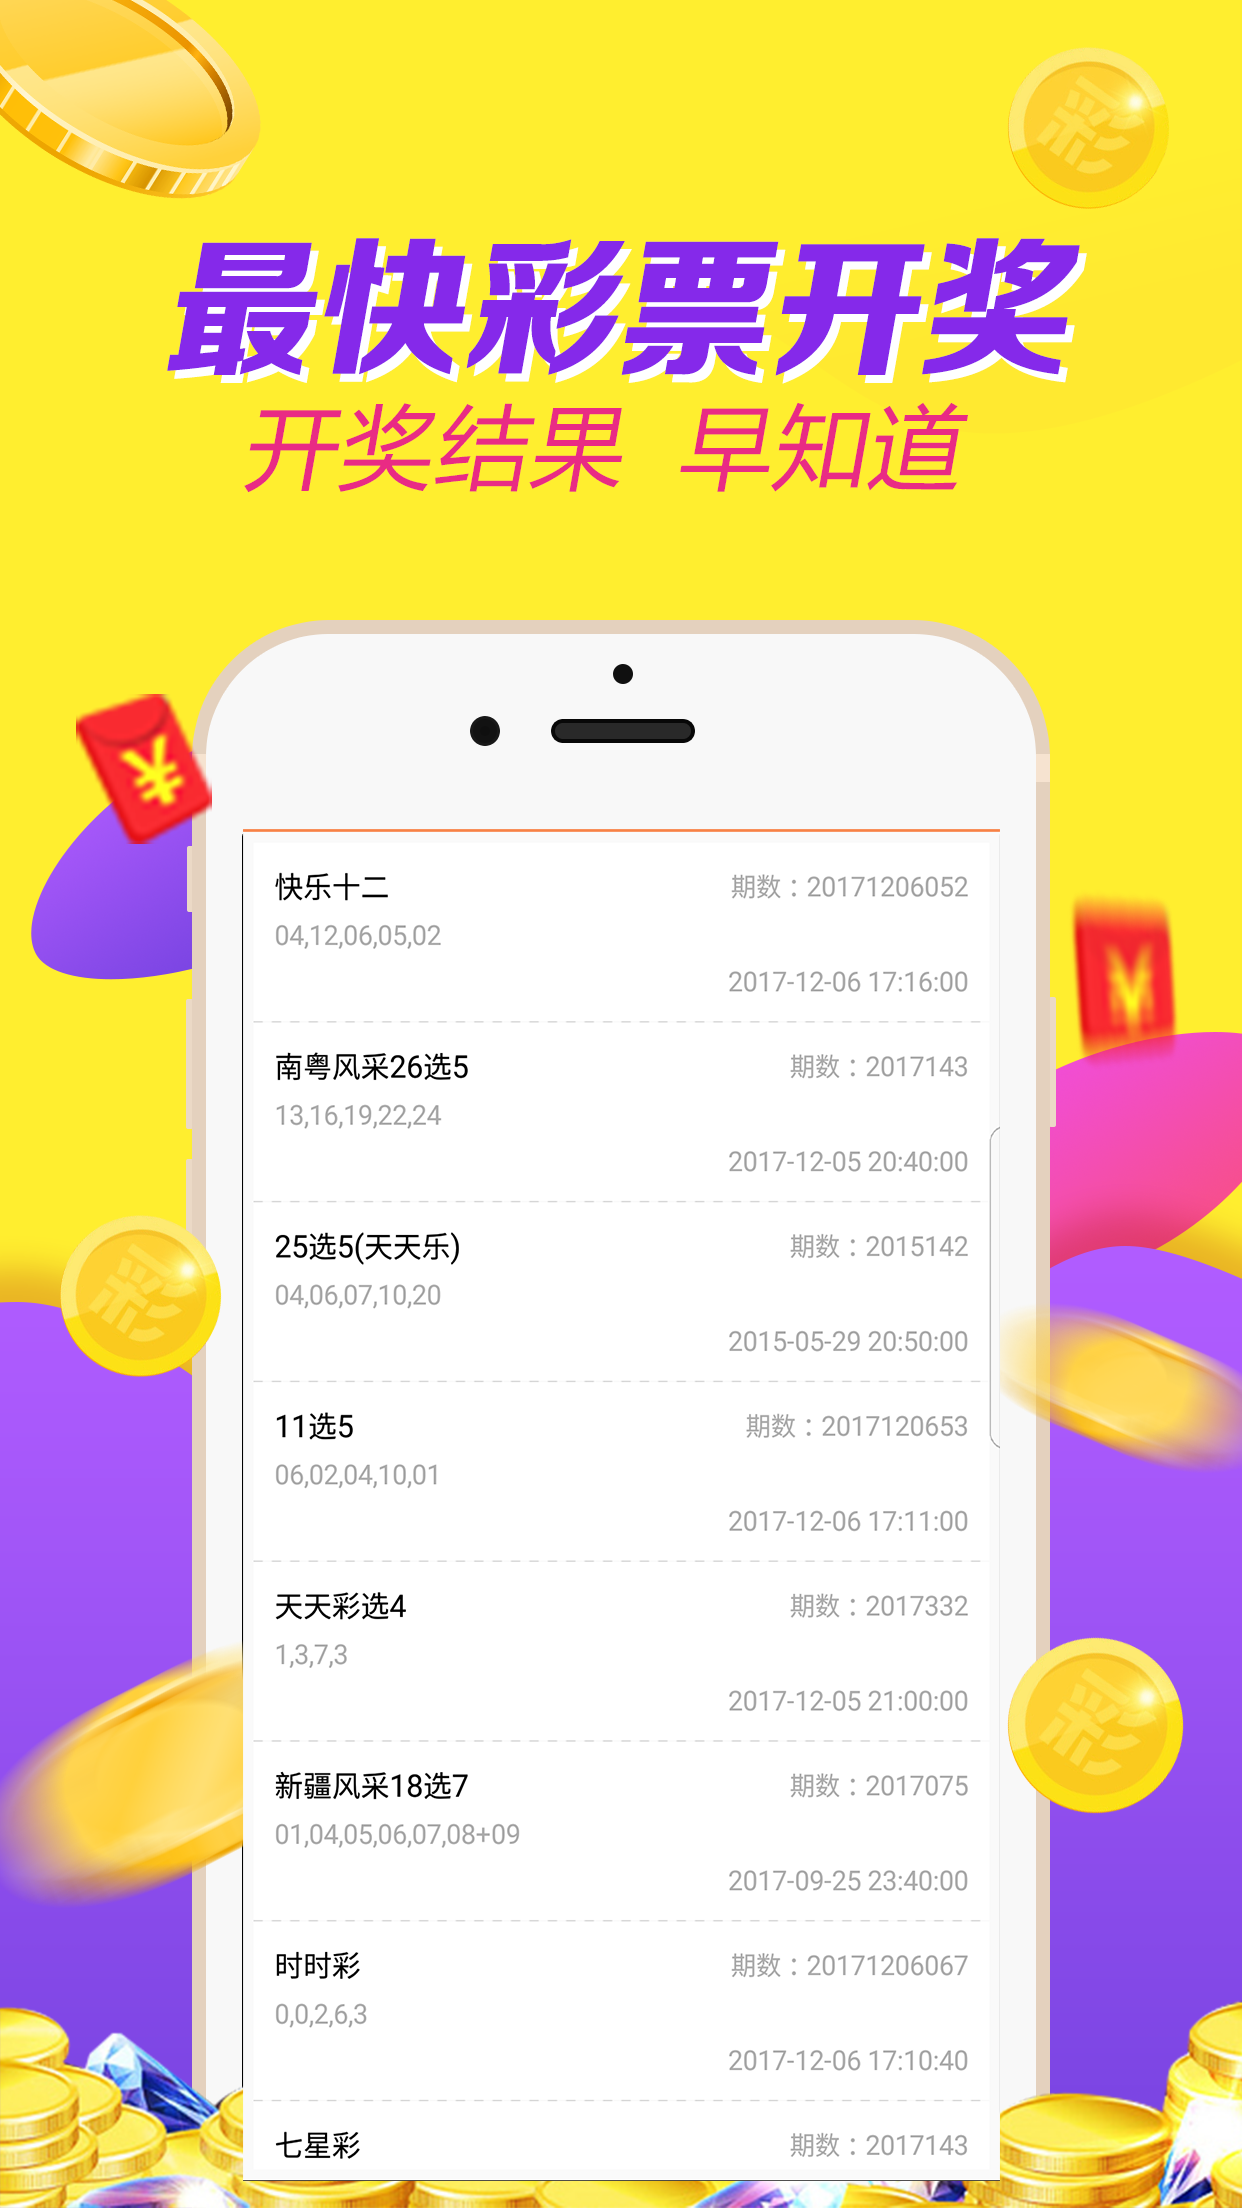 彩
最快彩票开奖
开奖结果 早知道
¥
快乐十二 期数：20171206052
04,12,06,05,02
2017-12-06 17:16:00
¥
南粤风采26选5 期数：2017143
13,16,19,22,24
2017-12-05 20:40:00
25选5(天天乐) 期数：2015142
彩
04,06,07,10,20
2015-05-29 20:50:00
11选5 期数：2017120653
06,02,04,10,01
2017-12-06 17:11:00
天天彩选4 期数：2017332
1,3,7,3
2017-12-05 21:00:00
彩
新疆风采18选7 期数：2017075
01,04,05,06,07,08+09
2017-09-25 23:40:00
时时彩 期数：20171206067
0,0,2,6,3
2017-12-06 17:10:40
七星彩 期数：2017143